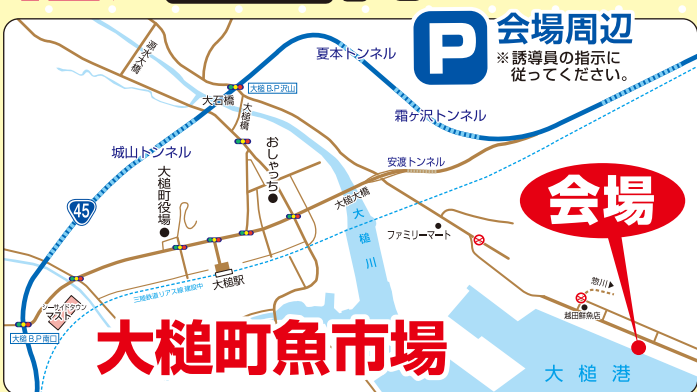 P
会場周辺
※誘導員の指示に
従ってください。
源水大橋
夏本トンネル
大槌B.P沢山
大石橋
大槌橋
霜ヶ沢トンネル
城山トンネル
おしゃっち
安渡トンネル
大槌町役場
大槌大橋
45
会場
大槌川
ファミリーマート
大槌駅
惣川
三陸鉄道リアス線 建設中
シーサイドタウン
マスト
越田鮮魚店
大槌B.P南口
大槌町魚市場
大槌港